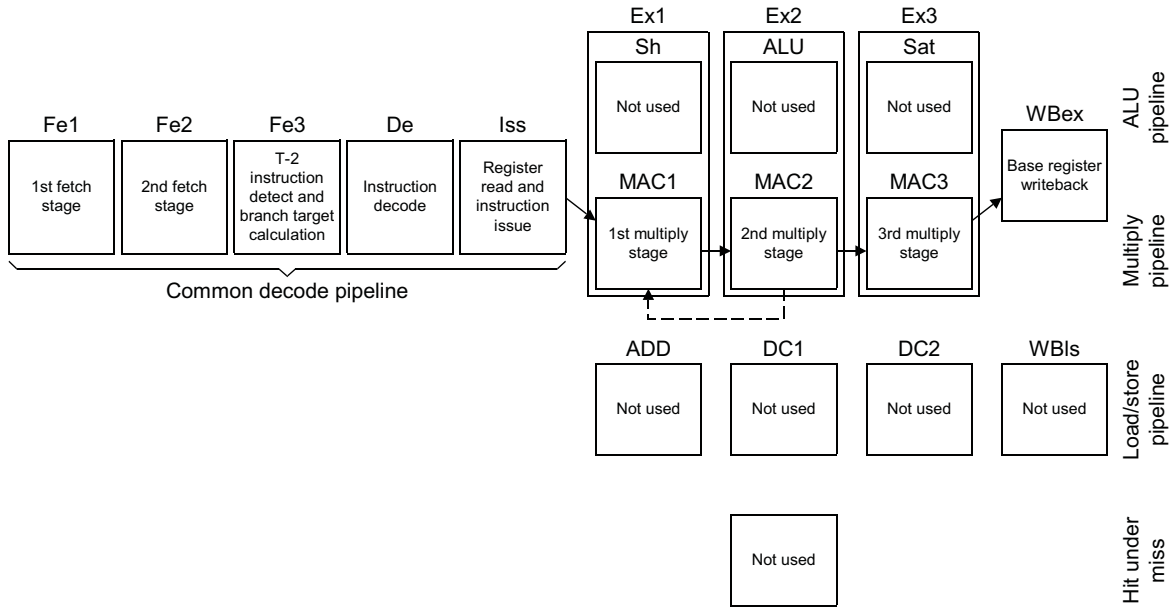 Ex1
Ex2
Ex3
Sh
ALU
Sat
Not used
Not used
Not used
ALU
pipeline
Fe1
Fe2
Fe3
De
Iss
WBex
1st fetch
stage
2nd fetch
stage
T-2
instruction
detect and
branch target
calculation
Instruction
decode
Register
read and
instruction
issue
Base register
writeback
MAC1
MAC2
MAC3
1st multiply
stage
2nd multiply
stage
3rd multiply
stage
Multiply
pipeline
Common decode pipeline
ADD
DC1
DC2
WBls
Not used
Not used
Not used
Not used
Load/store
pipeline
Not used
Hit under
miss